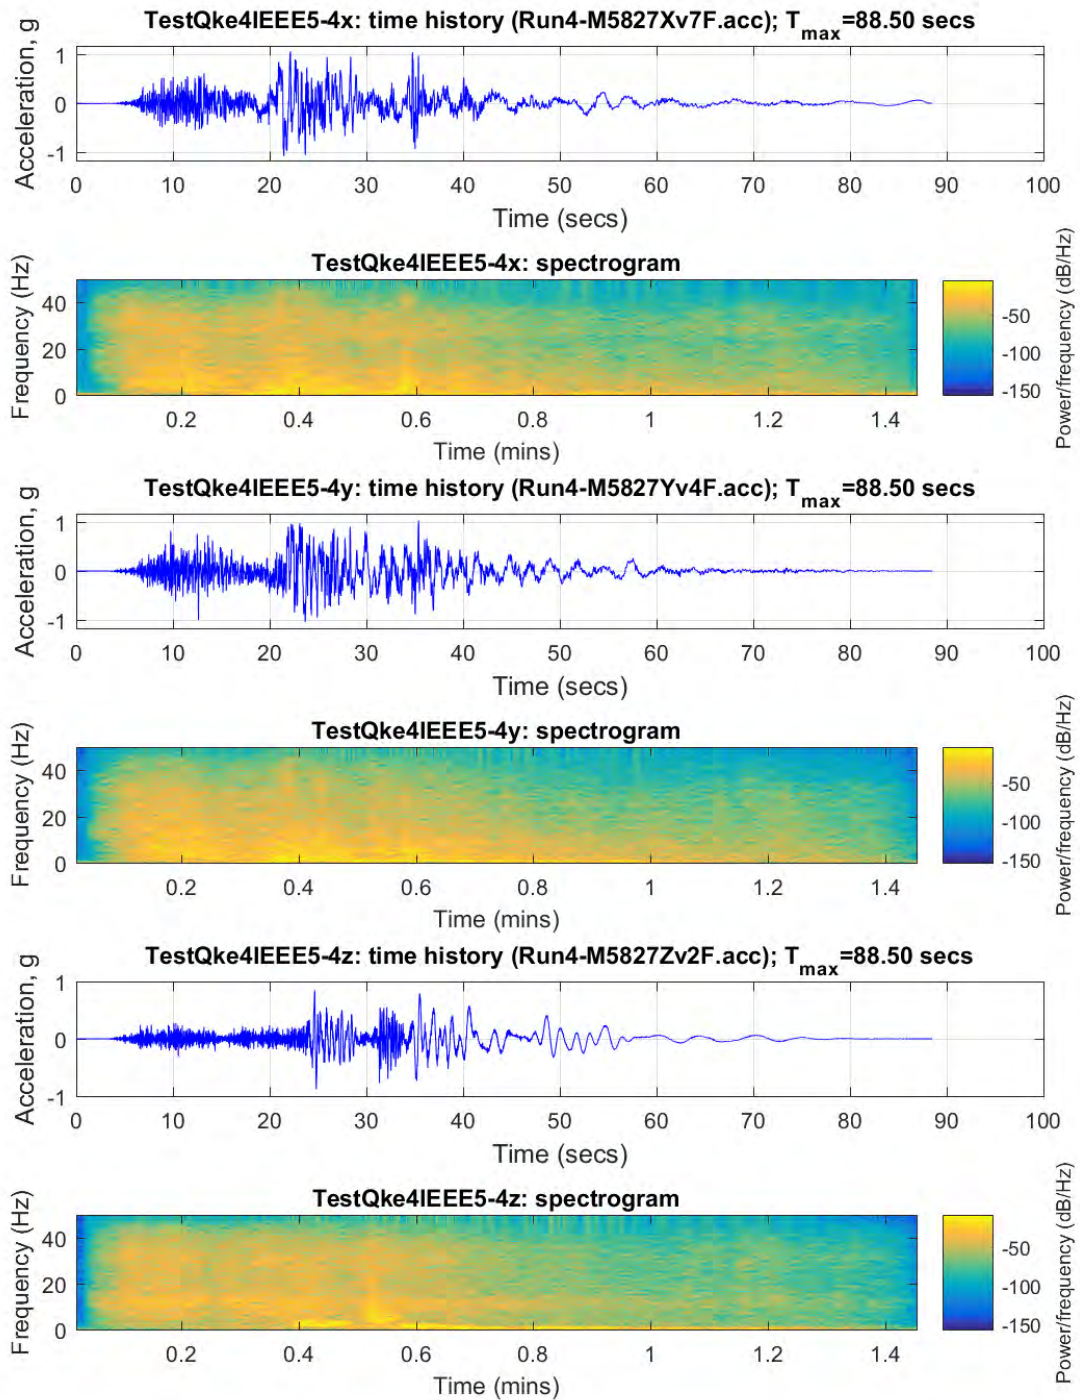 TestQke4IEEE5-4x: time history (Run4-M5827Xv7F.acc); Tmax=88.50 secs
Acceleration, g
1
0
-1
0 10 20 30 40 50 60 70 80 90 100
Time (secs)
TestQke4IEEE5-4x: spectrogram
Frequency (Hz)
40
20
0
0.2 0.4 0.6 0.8 1 1.2 1.4
Time (mins)
-50
-100
-150
Power/frequency (dB/Hz)
TestQke4IEEE5-4y: time history (Run4-M5827Yv4F.acc); Tmax=88.50 secs
Acceleration, g
1
0
-1
0 10 20 30 40 50 60 70 80 90 100
Time (secs)
TestQke4IEEE5-4y: spectrogram
Frequency (Hz)
40
20
0
0.2 0.4 0.6 0.8 1 1.2 1.4
Time (mins)
-50
-100
-150
Power/frequency (dB/Hz)
TestQke4IEEE5-4z: time history (Run4-M5827Zv2F.acc); Tmax=88.50 secs
Acceleration, g
1
0
-1
0 10 20 30 40 50 60 70 80 90 100
Time (secs)
TestQke4IEEE5-4z: spectrogram
Frequency (Hz)
40
20
0
0.2 0.4 0.6 0.8 1 1.2 1.4
Time (mins)
-50
-100
-150
Power/frequency (dB/Hz)